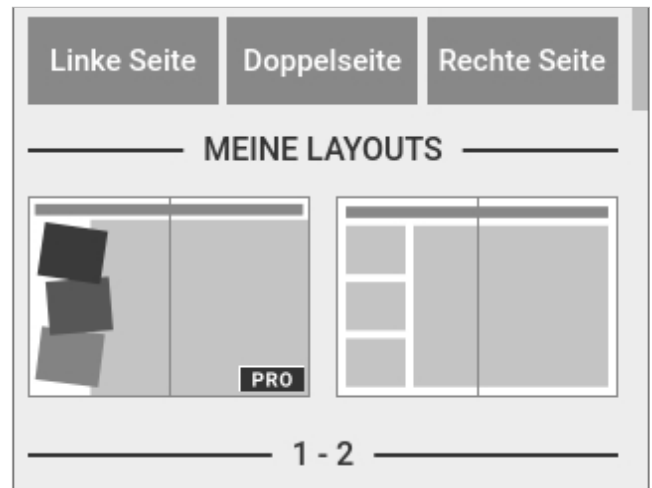 Linke Seite
Doppelseite
Rechte Seite
MEINE LAYOUTS
PRO
1 - 2